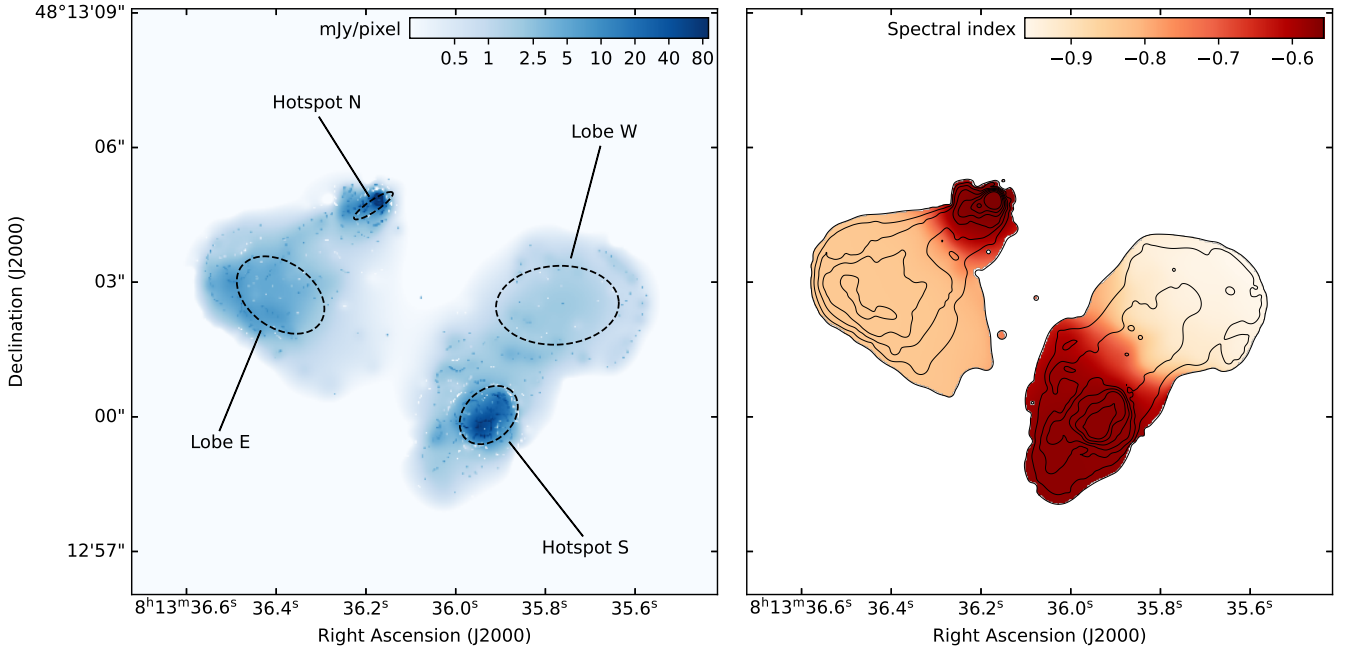 48°13'09"
06"
03"
00"
12'57"
Declination (J2000)
mJy/pixel
0.5 1 2.5 5 10 20 40 80
Hotspot N
Lobe W
Lobe E
Hotspot S
8ʰ13ᵐ36.6ˢ 36.4ˢ 36.2ˢ 36.0ˢ 35.8ˢ 35.6ˢ
Right Ascension (J2000)
Spectral index
−0.9 −0.8 −0.7 −0.6
8ʰ13ᵐ36.6ˢ 36.4ˢ 36.2ˢ 36.0ˢ 35.8ˢ 35.6ˢ
Right Ascension (J2000)